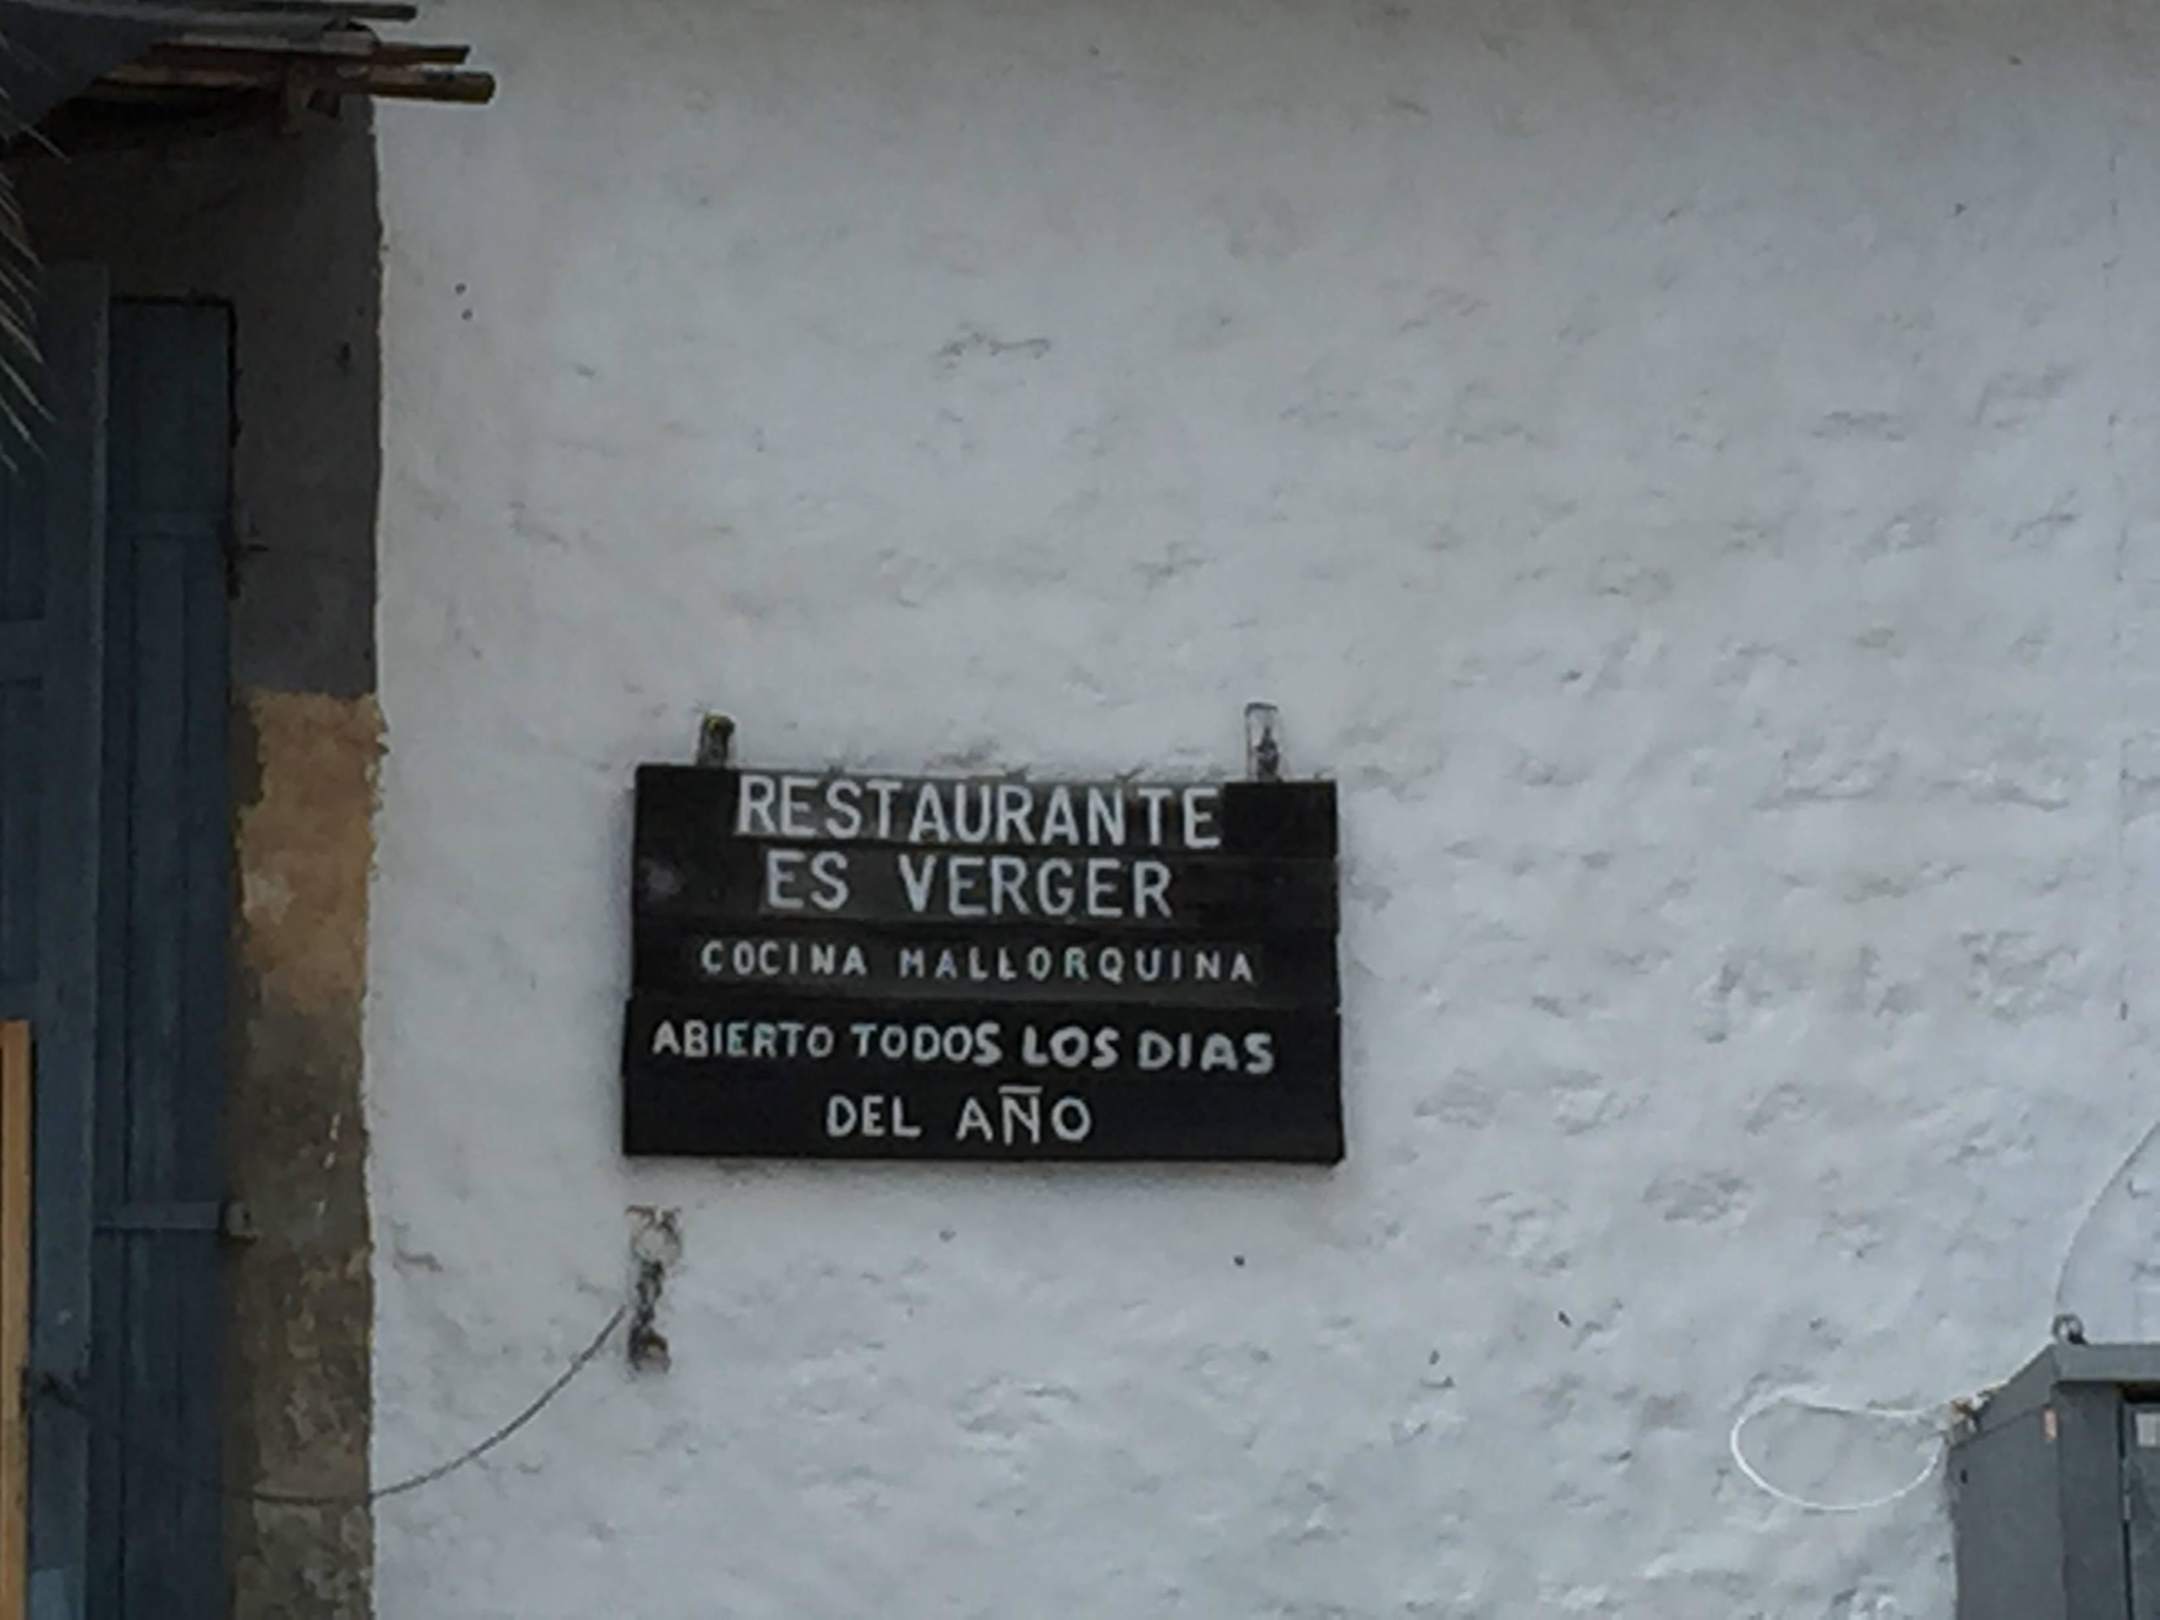 RESTAURANTE
ES VERGER
COCINA MALLORQUINA
ABIERTO TODOS LOS DIAS
DEL AÑO